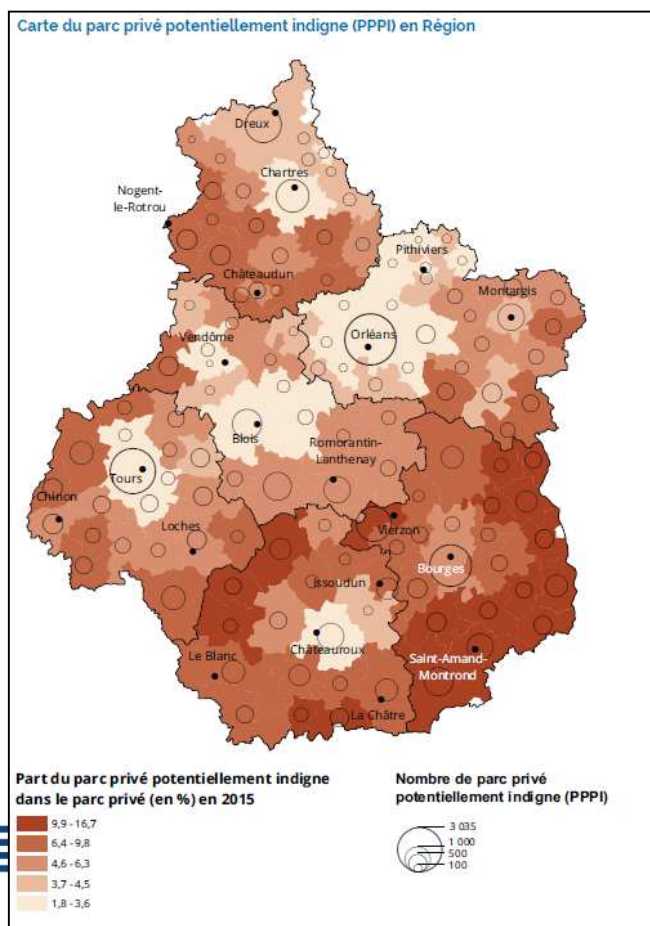 Carte du parc privé potentiellement indigne (PPPI) en Région
Dreux
Chartres
Nogent-
le-Rotrou
Pithiviers
Châteaudun
Montargis
Orléans
Vendôme
Blois
Romorantin-
Lanthenay
Tours
Chinon
Loches
Vierzon
Bourges
Issoudun
Châteauroux
Le Blanc
Saint-Amand-
Montrond
La Châtre
Part du parc privé potentiellement indigne
dans le parc privé (en %) en 2015
9,9 - 16,7
6,4 - 9,8
4,6 - 6,3
3,7 - 4,5
1,8 - 3,6
Nombre de parc privé
potentiellement indigne (PPPI)
3 035
1 000
500
100